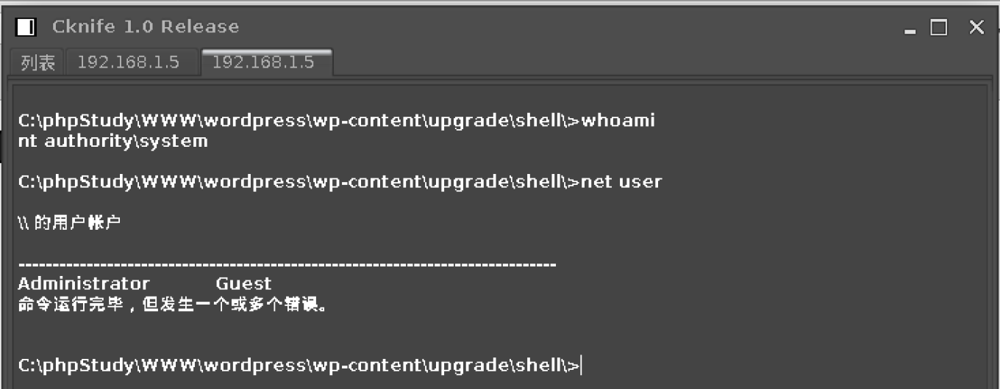 Cknife 1.0 Release
列表 192.168.1.5 192.168.1.5
C:\phpStudy\WWW\wordpress\wp-content\upgrade\shell\>whoami
nt authority\system
C:\phpStudy\WWW\wordpress\wp-content\upgrade\shell\>net user
\\ 的用户帐户
-------------------------------------------------------------------------------
Administrator Guest
命令运行完毕，但发生一个或多个错误。
C:\phpStudy\WWW\wordpress\wp-content\upgrade\shell\>